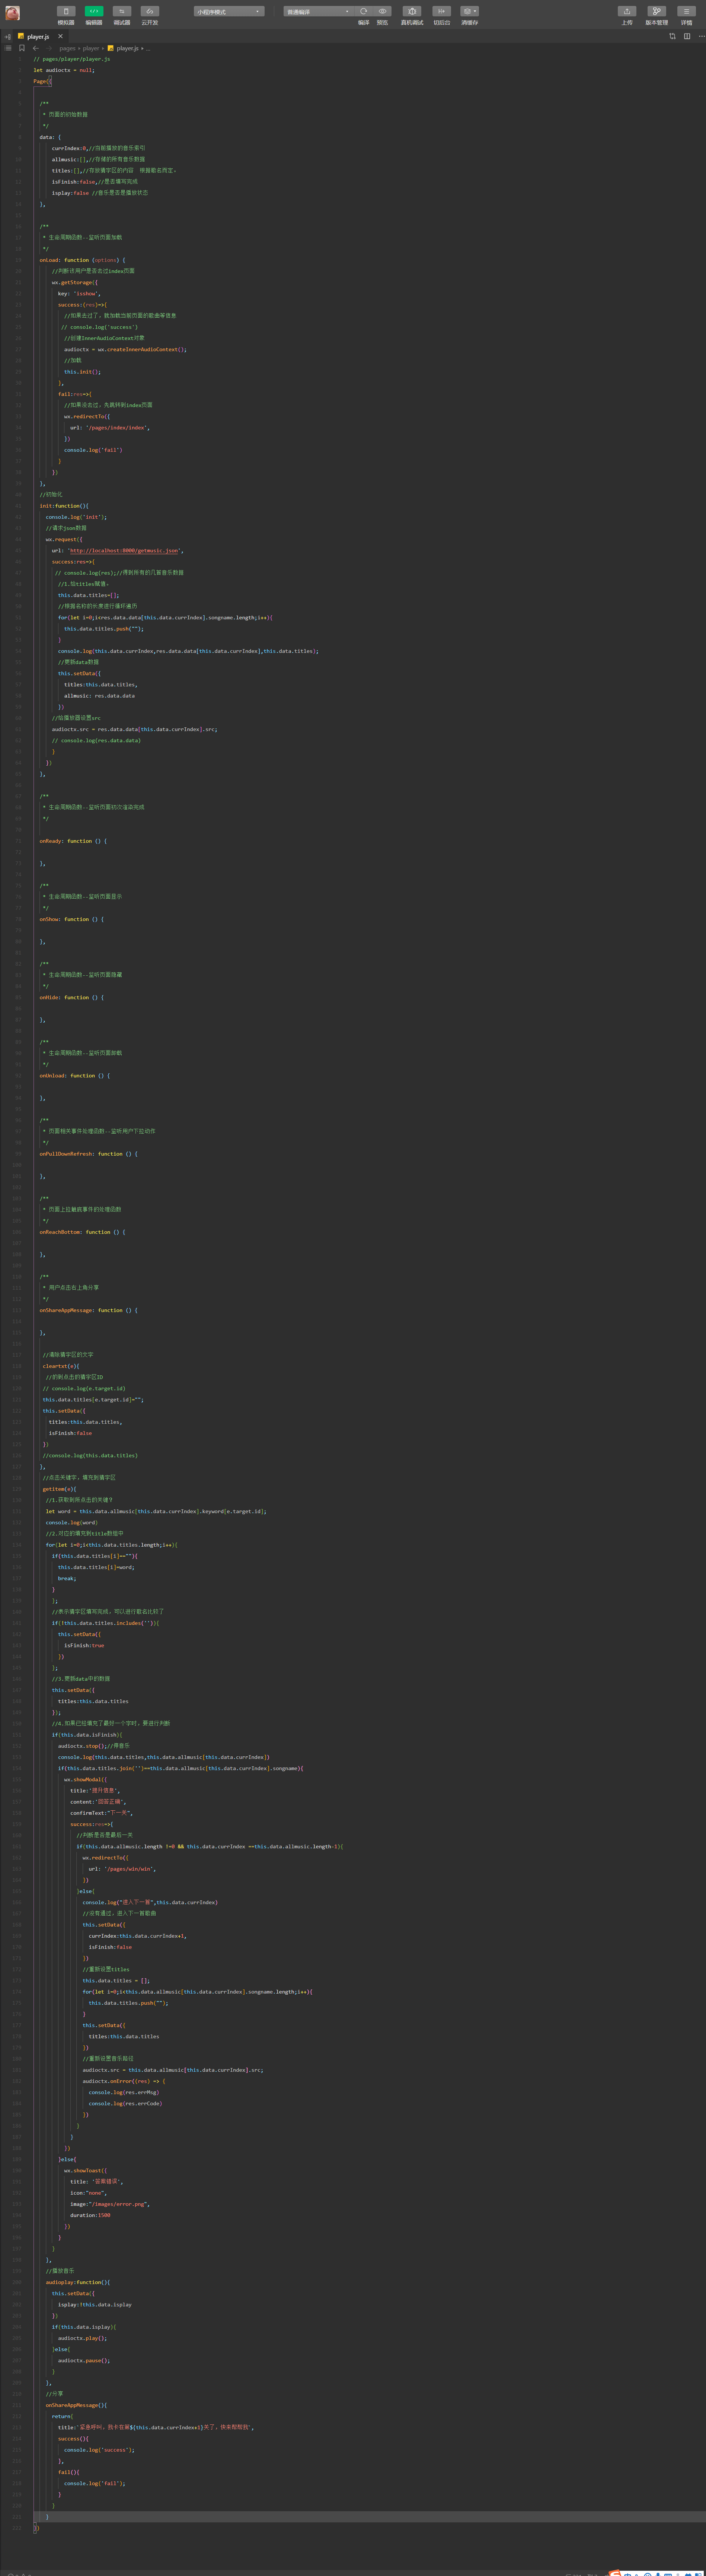 模拟器 编辑器 调试器 云开发 小程序模式 普通编译 编译 预览 真机调试 切后台 清缓存 上传 版本管理 详情
player.js
pages player player.js ...
// pages/player/player.js
let audioctx = null;
Page({
/**
* 页面的初始数据
*/
data: {
currIndex:0,//当前播放的音乐索引
allmusic:[],//存储的所有音乐数据
titles:[],//存放填字区的内容 根据歌名而定。
isFinish:false,//是否填写完成
isplay:false //音乐是否是播放状态
},
/**
* 生命周期函数--监听页面加载
*/
onLoad: function (options) {
//判断该用户是否去过index页面
wx.getStorage({
key: 'isshow',
success:(res)=>{
//如果去过了，就加载当前页面的歌曲等信息
// console.log('success')
//创建InnerAudioContext对象
audioctx = wx.createInnerAudioContext();
//加载
this.init();
},
fail:res=>{
//如果没去过，先跳转到index页面
wx.redirectTo({
url: '/pages/index/index',
})
console.log('fail')
}
})
},
//初始化
init:function(){
console.log('init');
//请求json数据
wx.request({
url: 'http://localhost:8080/getmusic.json',
success:res=>{
// console.log(res);//得到所有的几首音乐数据
//1.给titles赋值。
this.data.titles=[];
//根据名称的长度进行循环遍历
for(let i=0;i<res.data.data[this.data.currIndex].songname.length;i++){
this.data.titles.push("");
}
console.log(this.data.currIndex,res.data.data[this.data.currIndex],this.data.titles);
//更新data数据
this.setData({
titles:this.data.titles,
allmusic: res.data.data
})
//给播放器设置src
audioctx.src = res.data.data[this.data.currIndex].src;
// console.log(res.data.data)
}
})
},
/**
* 生命周期函数--监听页面初次渲染完成
*/
onReady: function () {
},
/**
* 生命周期函数--监听页面显示
*/
onShow: function () {
},
/**
* 生命周期函数--监听页面隐藏
*/
onHide: function () {
},
/**
* 生命周期函数--监听页面卸载
*/
onUnload: function () {
},
/**
* 页面相关事件处理函数--监听用户下拉动作
*/
onPullDownRefresh: function () {
},
/**
* 页面上拉触底事件的处理函数
*/
onReachBottom: function () {
},
/**
* 用户点击右上角分享
*/
onShareAppMessage: function () {
},
//清除填字区的文字
cleartxt(e){
//的到点击的填字区ID
// console.log(e.target.id)
this.data.titles[e.target.id]="";
this.setData({
titles:this.data.titles,
isFinish:false
})
//console.log(this.data.titles)
},
//点击关键字，填充到填字区
getitem(e){
//1.获取到所点击的关键字
let word = this.data.allmusic[this.data.currIndex].keyword[e.target.id];
console.log(word)
//2.对应的填充到title数组中
for(let i=0;i<this.data.titles.length;i++){
if(this.data.titles[i]==""){
this.data.titles[i]=word;
break;
}
};
//表示填字区填写完成，可以进行歌名比较了
if(!this.data.titles.includes('')){
this.setData({
isFinish:true
})
};
//3.更新data中的数据
this.setData({
titles:this.data.titles
});
//4.如果已经填充了最后一个字时，要进行判断
if(this.data.isFinish){
audioctx.stop();//停音乐
console.log(this.data.titles,this.data.allmusic[this.data.currIndex])
if(this.data.titles.join('')==this.data.allmusic[this.data.currIndex].songname){
wx.showModal({
title:'提升信息',
content:'回答正确',
confirmText:"下一关",
success:res=>{
//判断是否是最后一关
if(this.data.allmusic.length !=0 && this.data.currIndex ==this.data.allmusic.length-1){
wx.redirectTo({
url: '/pages/win/win',
})
}else{
console.log("进入下一首",this.data.currIndex)
//没有通过，进入下一首歌曲
this.setData({
currIndex:this.data.currIndex+1,
isFinish:false
})
//重新设置titles
this.data.titles = [];
for(let i=0;i<this.data.allmusic[this.data.currIndex].songname.length;i++){
this.data.titles.push("");
}
this.setData({
titles:this.data.titles
})
//重新设置音乐路径
audioctx.src = this.data.allmusic[this.data.currIndex].src;
audioctx.onError((res) => {
console.log(res.errMsg)
console.log(res.errCode)
})
}
}
})
}else{
wx.showToast({
title: '答案错误',
icon:"none",
image:"/images/error.png",
duration:1500
})
}
}
},
//播放音乐
audioplay:function(){
this.setData({
isplay:!this.data.isplay
})
if(this.data.isplay){
audioctx.play();
}else{
audioctx.pause();
}
},
//分享
onShareAppMessage(){
return{
title:`紧急呼叫，我卡在第${this.data.currIndex+1}关了，快来帮帮我`,
success(){
console.log('success');
},
fail(){
console.log('fail');
}
}
}
})